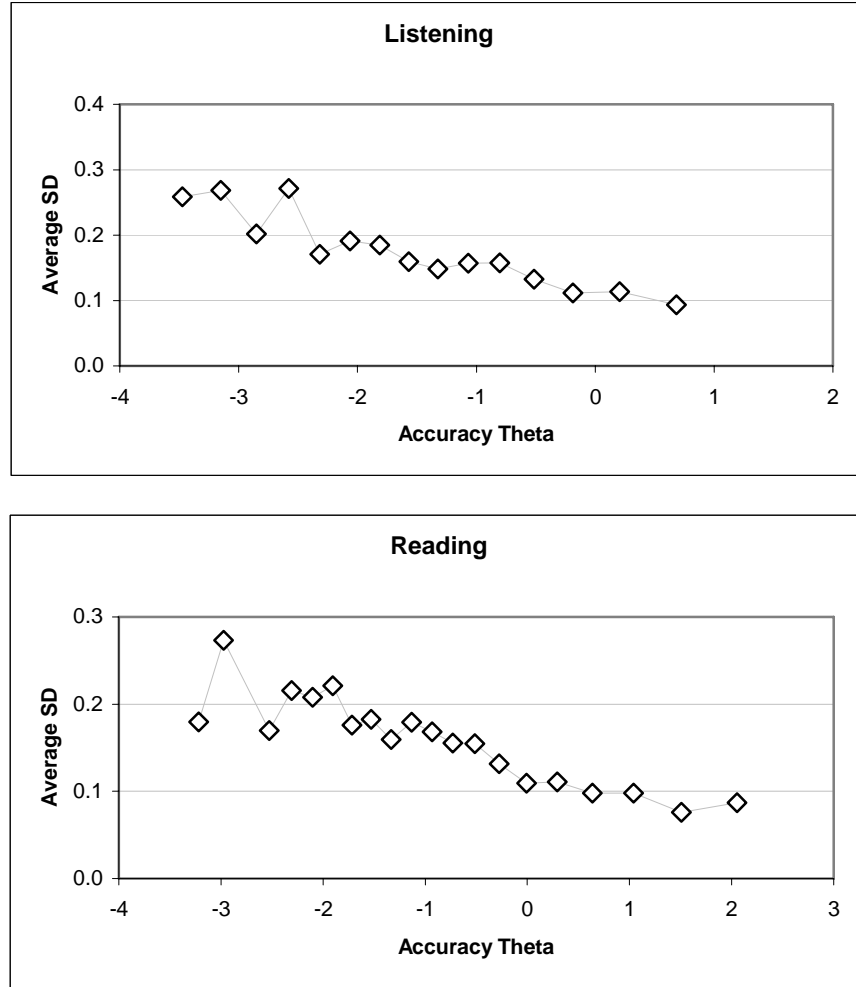 Listening
0.4
0.3
0.2
0.1
0.0
Average SD
-4 -3 -2 -1 0 1 2
Accuracy Theta
Reading
0.3
0.2
0.1
0.0
Average SD
-4 -3 -2 -1 0 1 2 3
Accuracy Theta